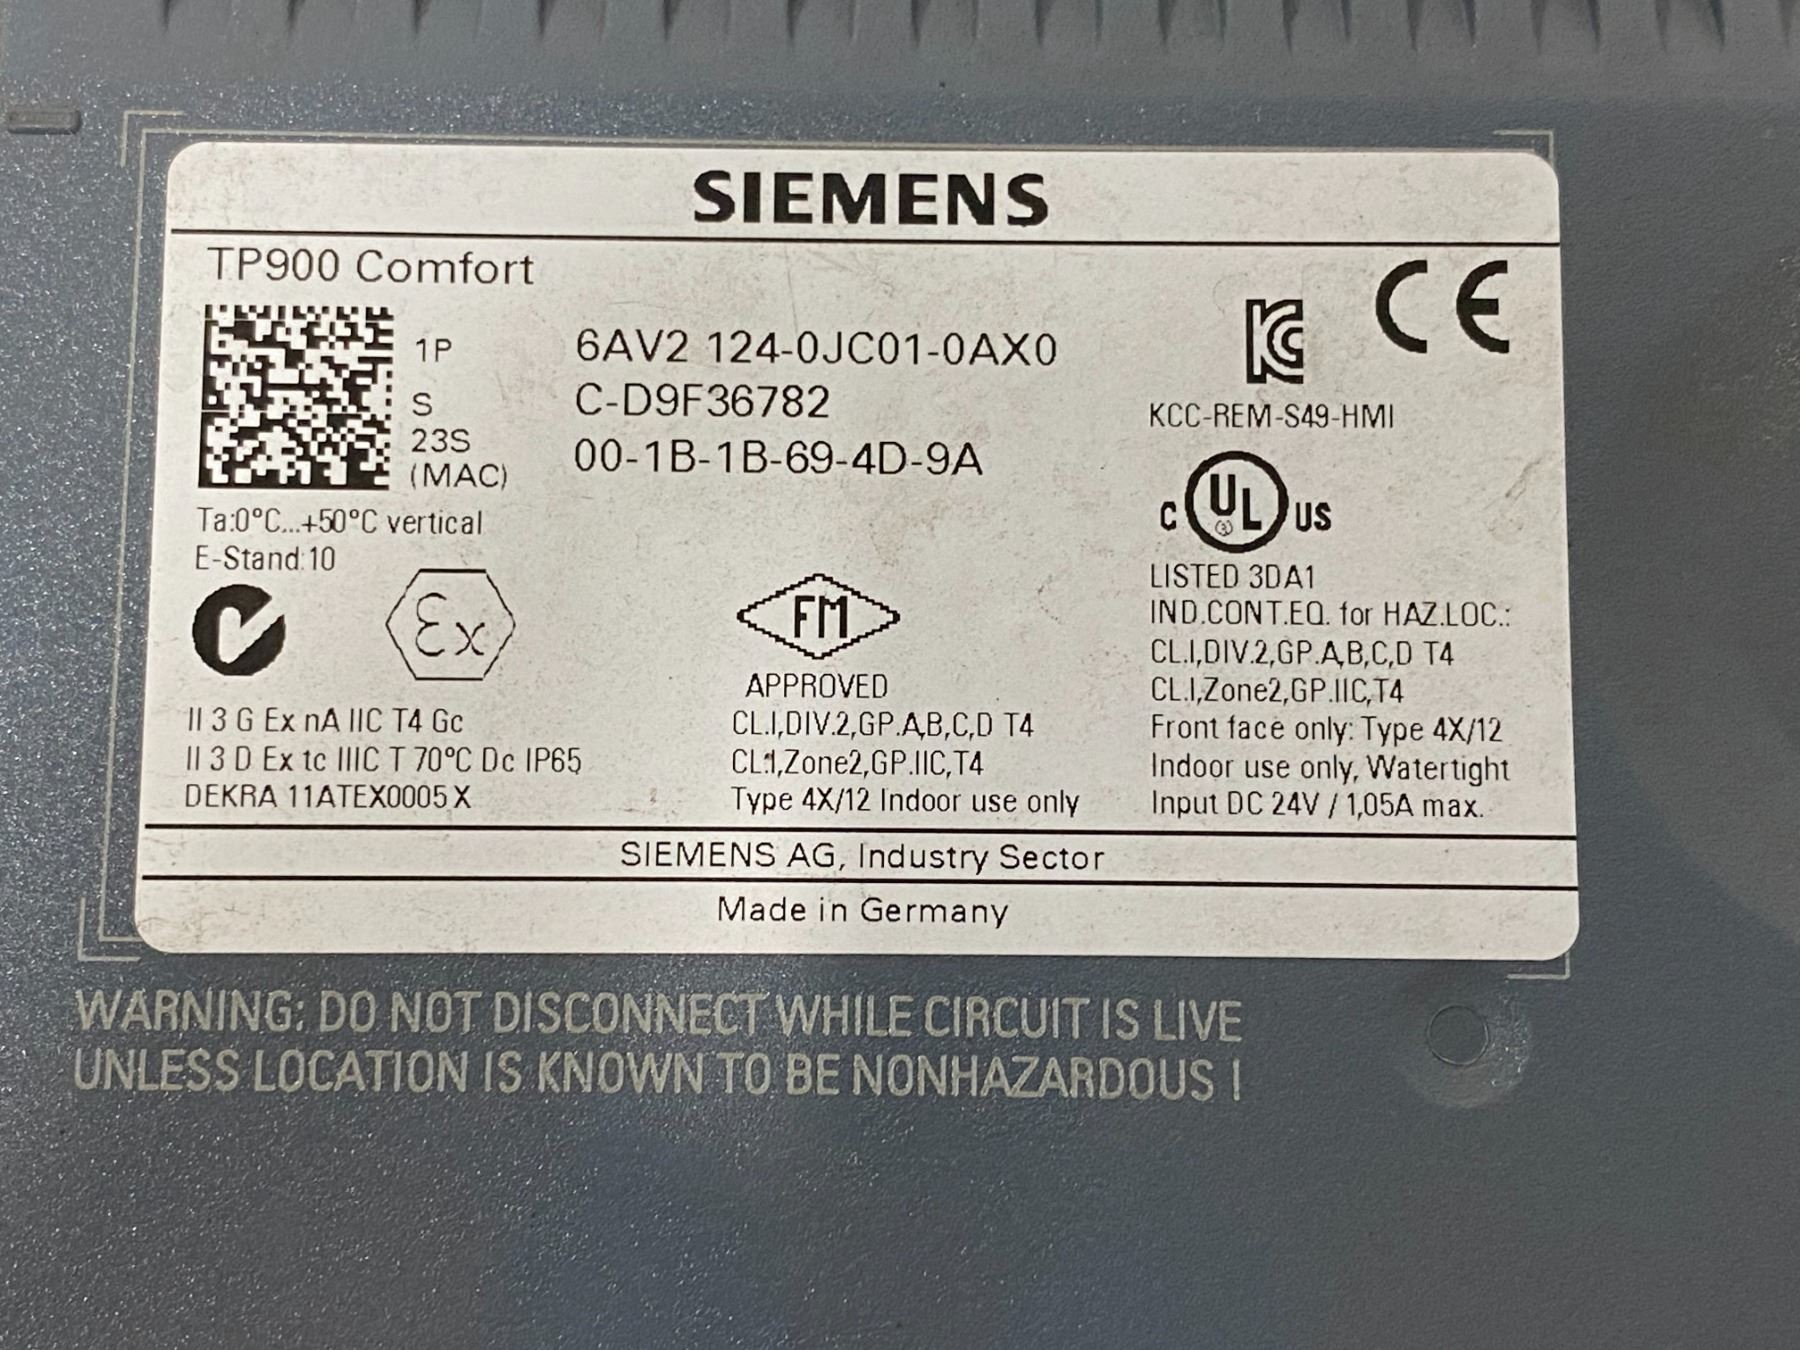 SIEMENS
TP900 Comfort
1P 6AV2 124-0JC01-0AX0
S C-D9F36782
23S
(MAC) 00-1B-1B-69-4D-9A
Ta:0°C...+50°C vertical
E-Stand:10
Ex
II 3 G Ex nA IIC T4 Gc
II 3 D Ex tc IIIC T 70°C Dc IP65
DEKRA 11ATEX0005 X
FM
APPROVED
CL.I,DIV.2,GP.A,B,C,D T4
CL.I,Zone2,GP.IIC,T4
Type 4X/12 Indoor use only
CE
KC
KCC-REM-S49-HMI
C UL US
LISTED 3DA1
IND.CONT.EQ. for HAZ.LOC.:
CL.I,DIV.2,GP.A,B,C,D T4
CL.I,Zone2,GP.IIC,T4
Front face only: Type 4X/12
Indoor use only, Watertight
Input DC 24V / 1,05A max.
SIEMENS AG, Industry Sector
Made in Germany
WARNING: DO NOT DISCONNECT WHILE CIRCUIT IS LIVE
UNLESS LOCATION IS KNOWN TO BE NONHAZARDOUS !